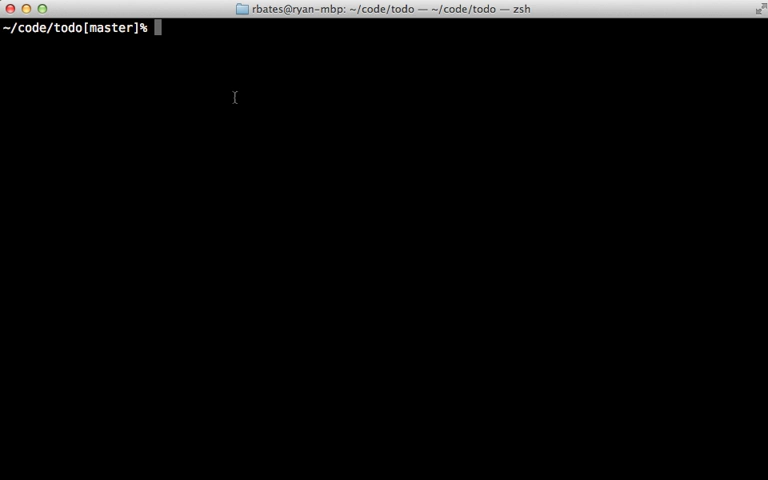 rbates@ryan-mbp: ~/code/todo — ~/code/todo — zsh
~/code/todo[master]%